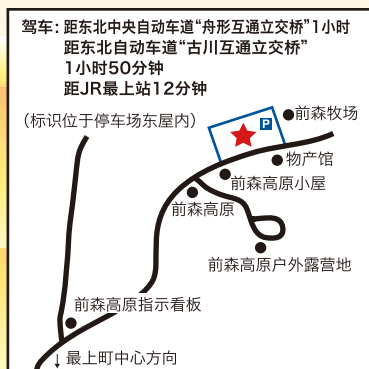 驾车：距东北中央自动车道“舟形互通立交桥”1小时
距东北自动车道“古川互通立交桥”
1小时50分钟
距JR最上站12分钟
（标识位于停车场东屋内）
P
前森牧场
物产馆
前森高原小屋
前森高原
前森高原户外露营地
前森高原指示看板
↓最上町中心方向